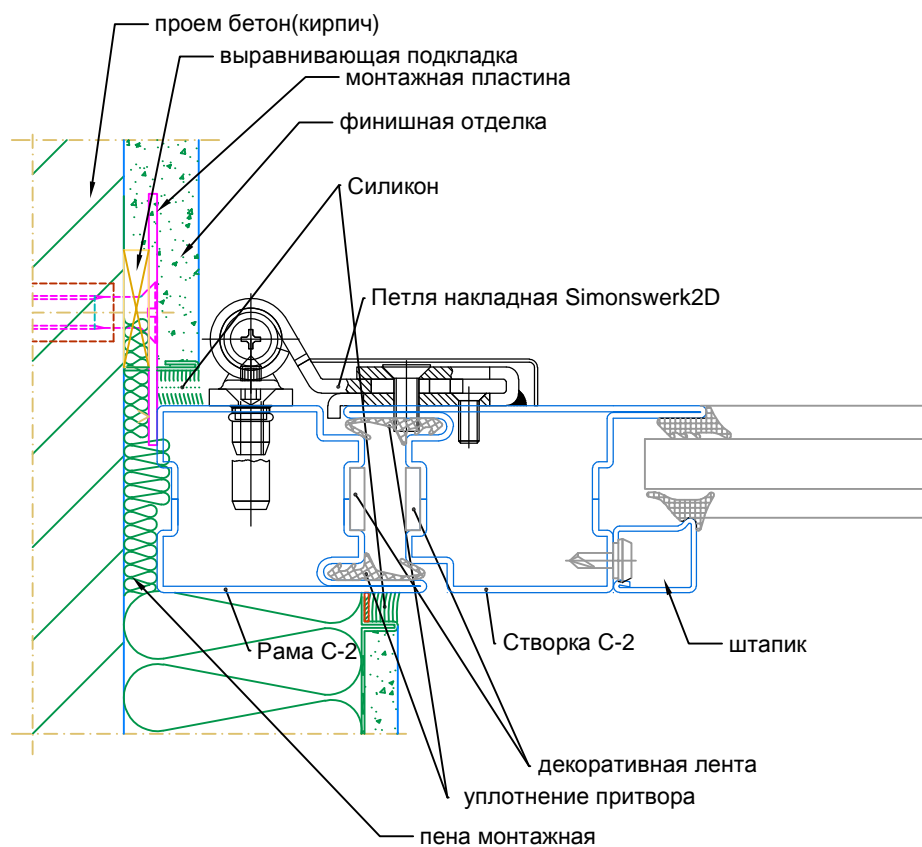 проем бетон(кирпич)
выравнивающая подкладка
монтажная пластина
финишная отделка
Силикон
Петля накладная Simonswerk2D
Рама С-2
Створка С-2
штапик
декоративная лента
уплотнение притвора
пена монтажная